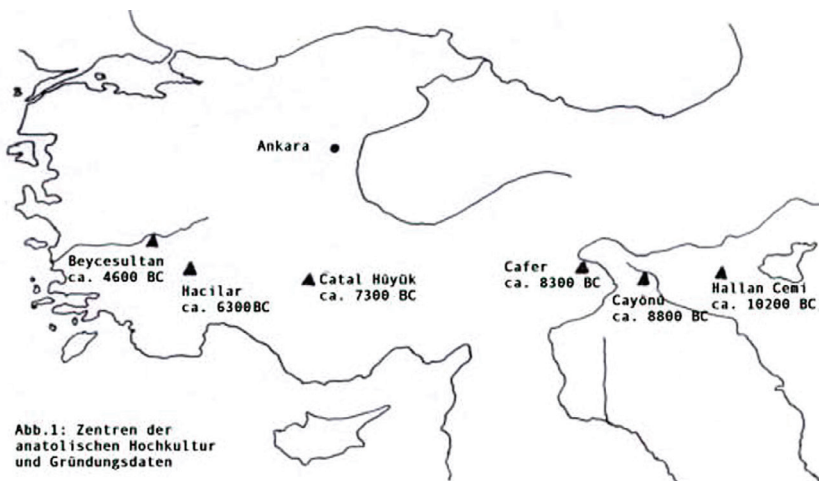 Ankara
Beycesultan
ca. 4600 BC
Hacilar
ca. 6300BC
Catal Hüyük
ca. 7300 BC
Cafer
ca. 8300 BC
Cayönü
ca. 8800 BC
Hallan Cemi
ca. 10200 BC
Abb.1: Zentren der
anatolischen Hochkultur
und Gründungsdaten